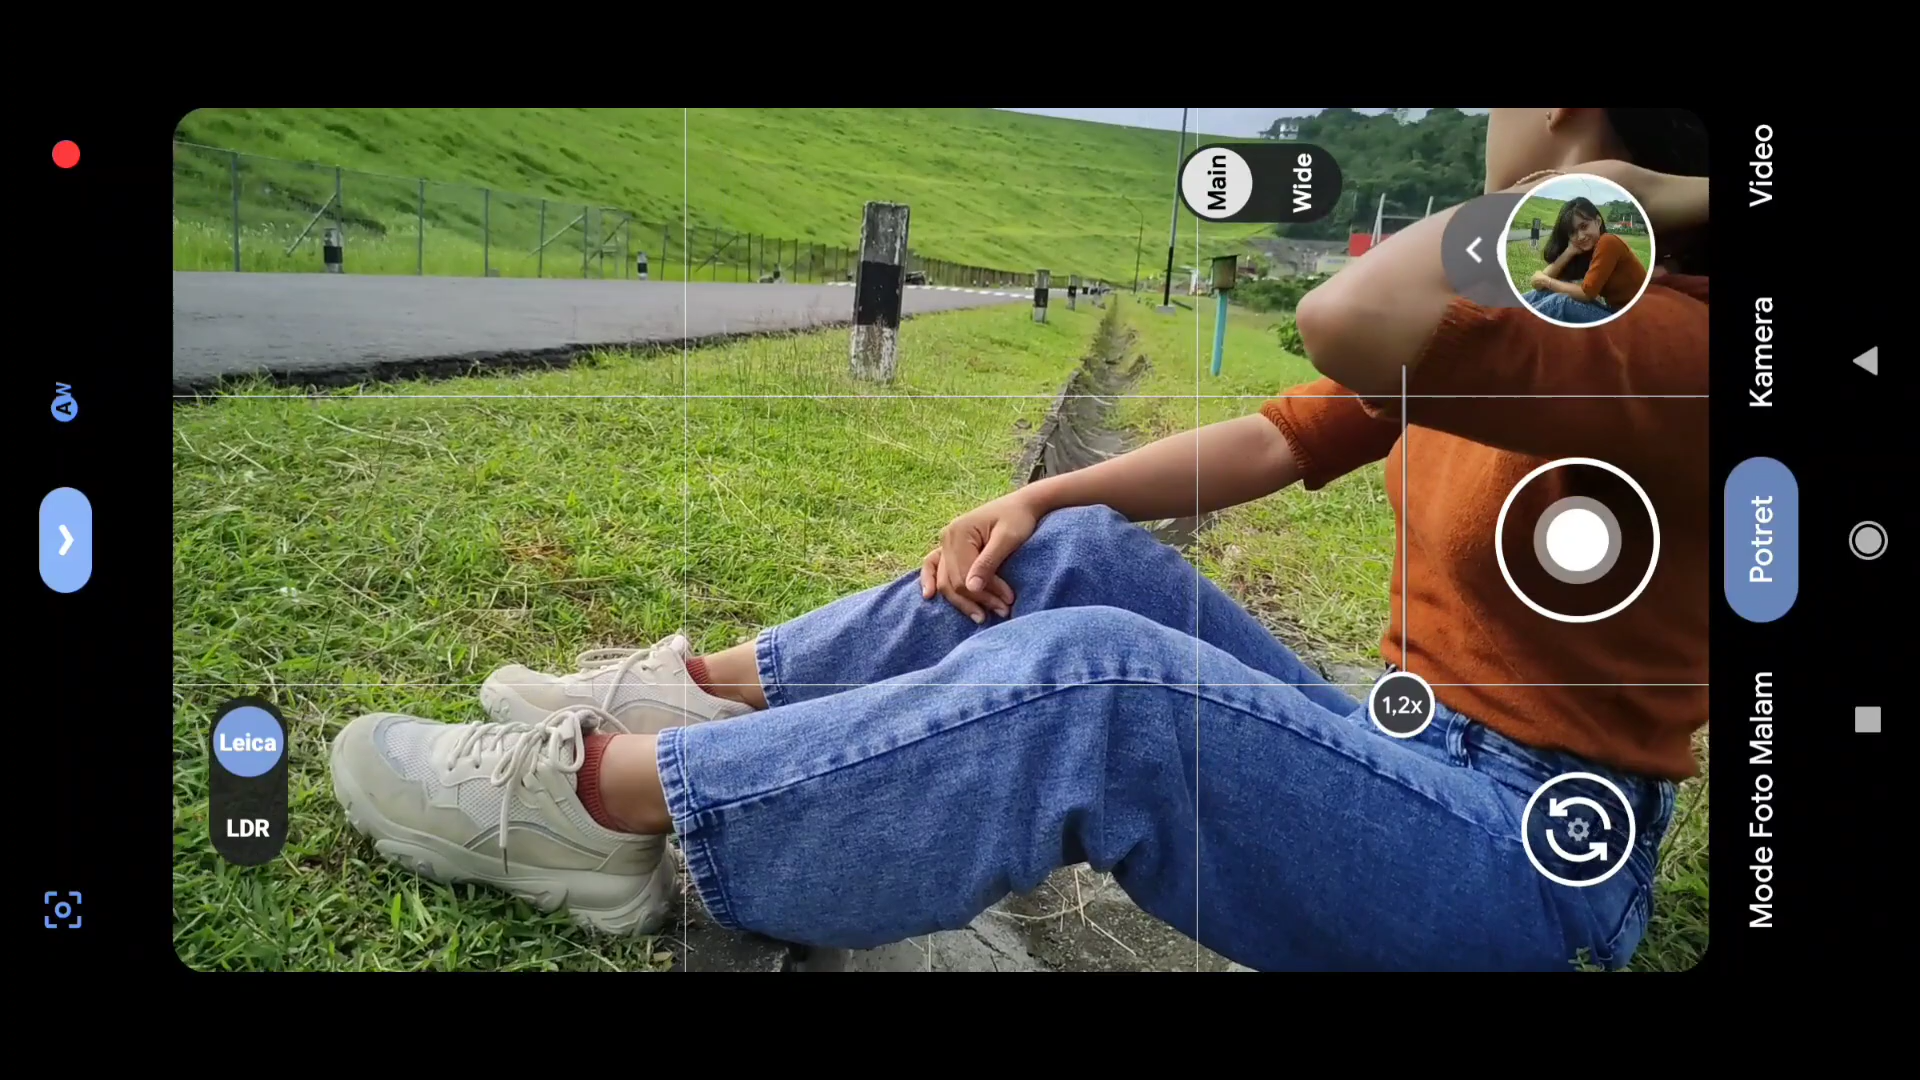 Main
Wide
1,2x
Leica
LDR
AW
Mode Foto Malam
Potret
Kamera
Video